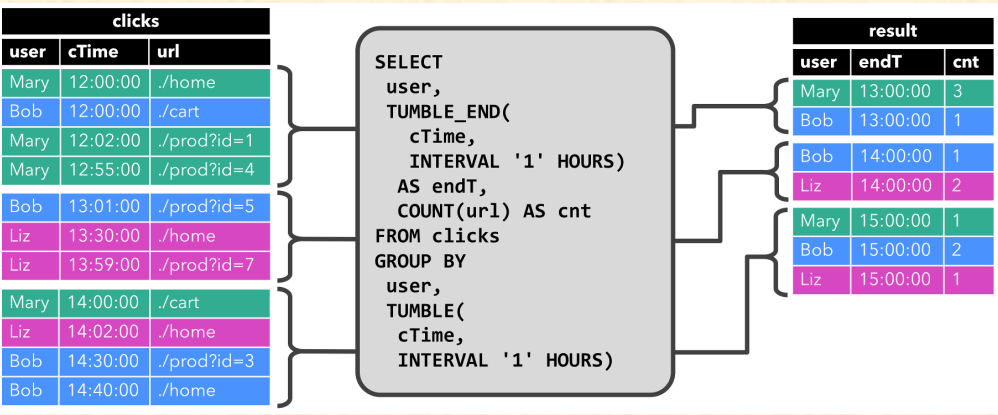 clicks
user cTime url
Mary 12:00:00 ./home
Bob 12:00:00 ./cart
Mary 12:02:00 ./prod?id=1
Mary 12:55:00 ./prod?id=4
Bob 13:01:00 ./prod?id=5
Liz 13:30:00 ./home
Liz 13:59:00 ./prod?id=7
Mary 14:00:00 ./cart
Liz 14:02:00 ./home
Bob 14:30:00 ./prod?id=3
Bob 14:40:00 ./home
SELECT
user,
TUMBLE_END(
cTime,
INTERVAL '1' HOURS)
AS endT,
COUNT(url) AS cnt
FROM clicks
GROUP BY
user,
TUMBLE(
cTime,
INTERVAL '1' HOURS)
result
user endT cnt
Mary 13:00:00 3
Bob 13:00:00 1
Bob 14:00:00 1
Liz 14:00:00 2
Mary 15:00:00 1
Bob 15:00:00 2
Liz 15:00:00 1